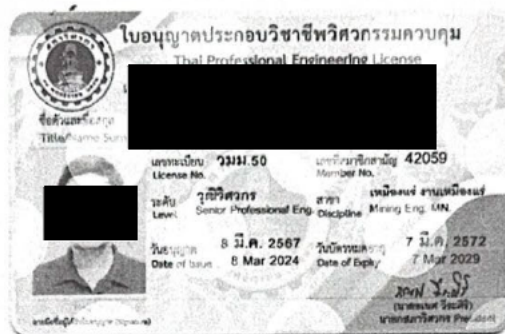 ใบอนุญาตประกอบวิชาชีพวิศวกรรมควบคุม
Thai Professional Engineering License
ชื่อตัวและชื่อสกุล
Title/Name
เลขทะเบียน วฺมม.50 เลขที่สมาชิกสามัญ 42059
License No. Member No.
ระดับ วุฒิวิศวกร สาขา เหมืองแร่ งานเหมืองแร่
Level Senior Professional Eng. Discipline Mining Eng. MN.
วันอนุญาต 8 มี.ค. 2567 วันบัตรหมดอายุ 7 มี.ค. 2572
Date of Issue 8 Mar 2024 Date of Expiry 7 Mar 2029
นายกสภาวิศวกร President